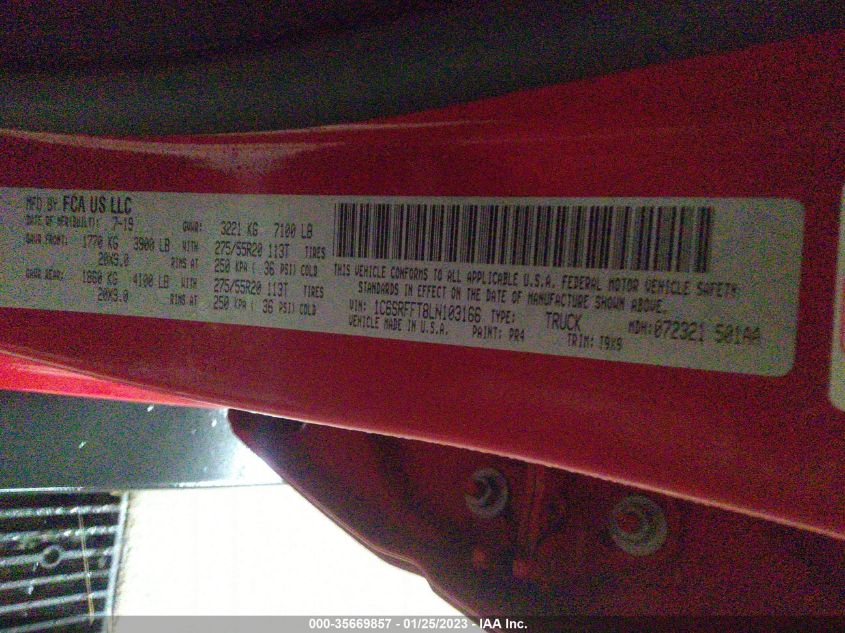 MFD BY FCA US LLC
DATE OF MFR(BUILT): 7-19 GVWR: 3221 KG 7100 LB
GAWR FRONT: 1770 KG 3900 LB WITH 275/55R20 113T TIRES
20X9.0 RIMS AT 250 KPA ( 36 PSI) COLD
GAWR REAR: 1860 KG 4100 LB WITH 275/55R20 113T TIRES
20X9.0 RIMS AT 250 KPA ( 36 PSI) COLD
THIS VEHICLE CONFORMS TO ALL APPLICABLE U.S.A. FEDERAL MOTOR VEHICLE SAFETY
STANDARDS IN EFFECT ON THE DATE OF MANUFACTURE SHOWN ABOVE.
VIN: 1C6SRFFT8LN103166 TYPE: TRUCK MDH: 072321 501AA
VEHICLE MADE IN U.S.A. PAINT: PR4 TRIM: T9X9
000-35669857 - 01/25/2023 - IAA Inc.